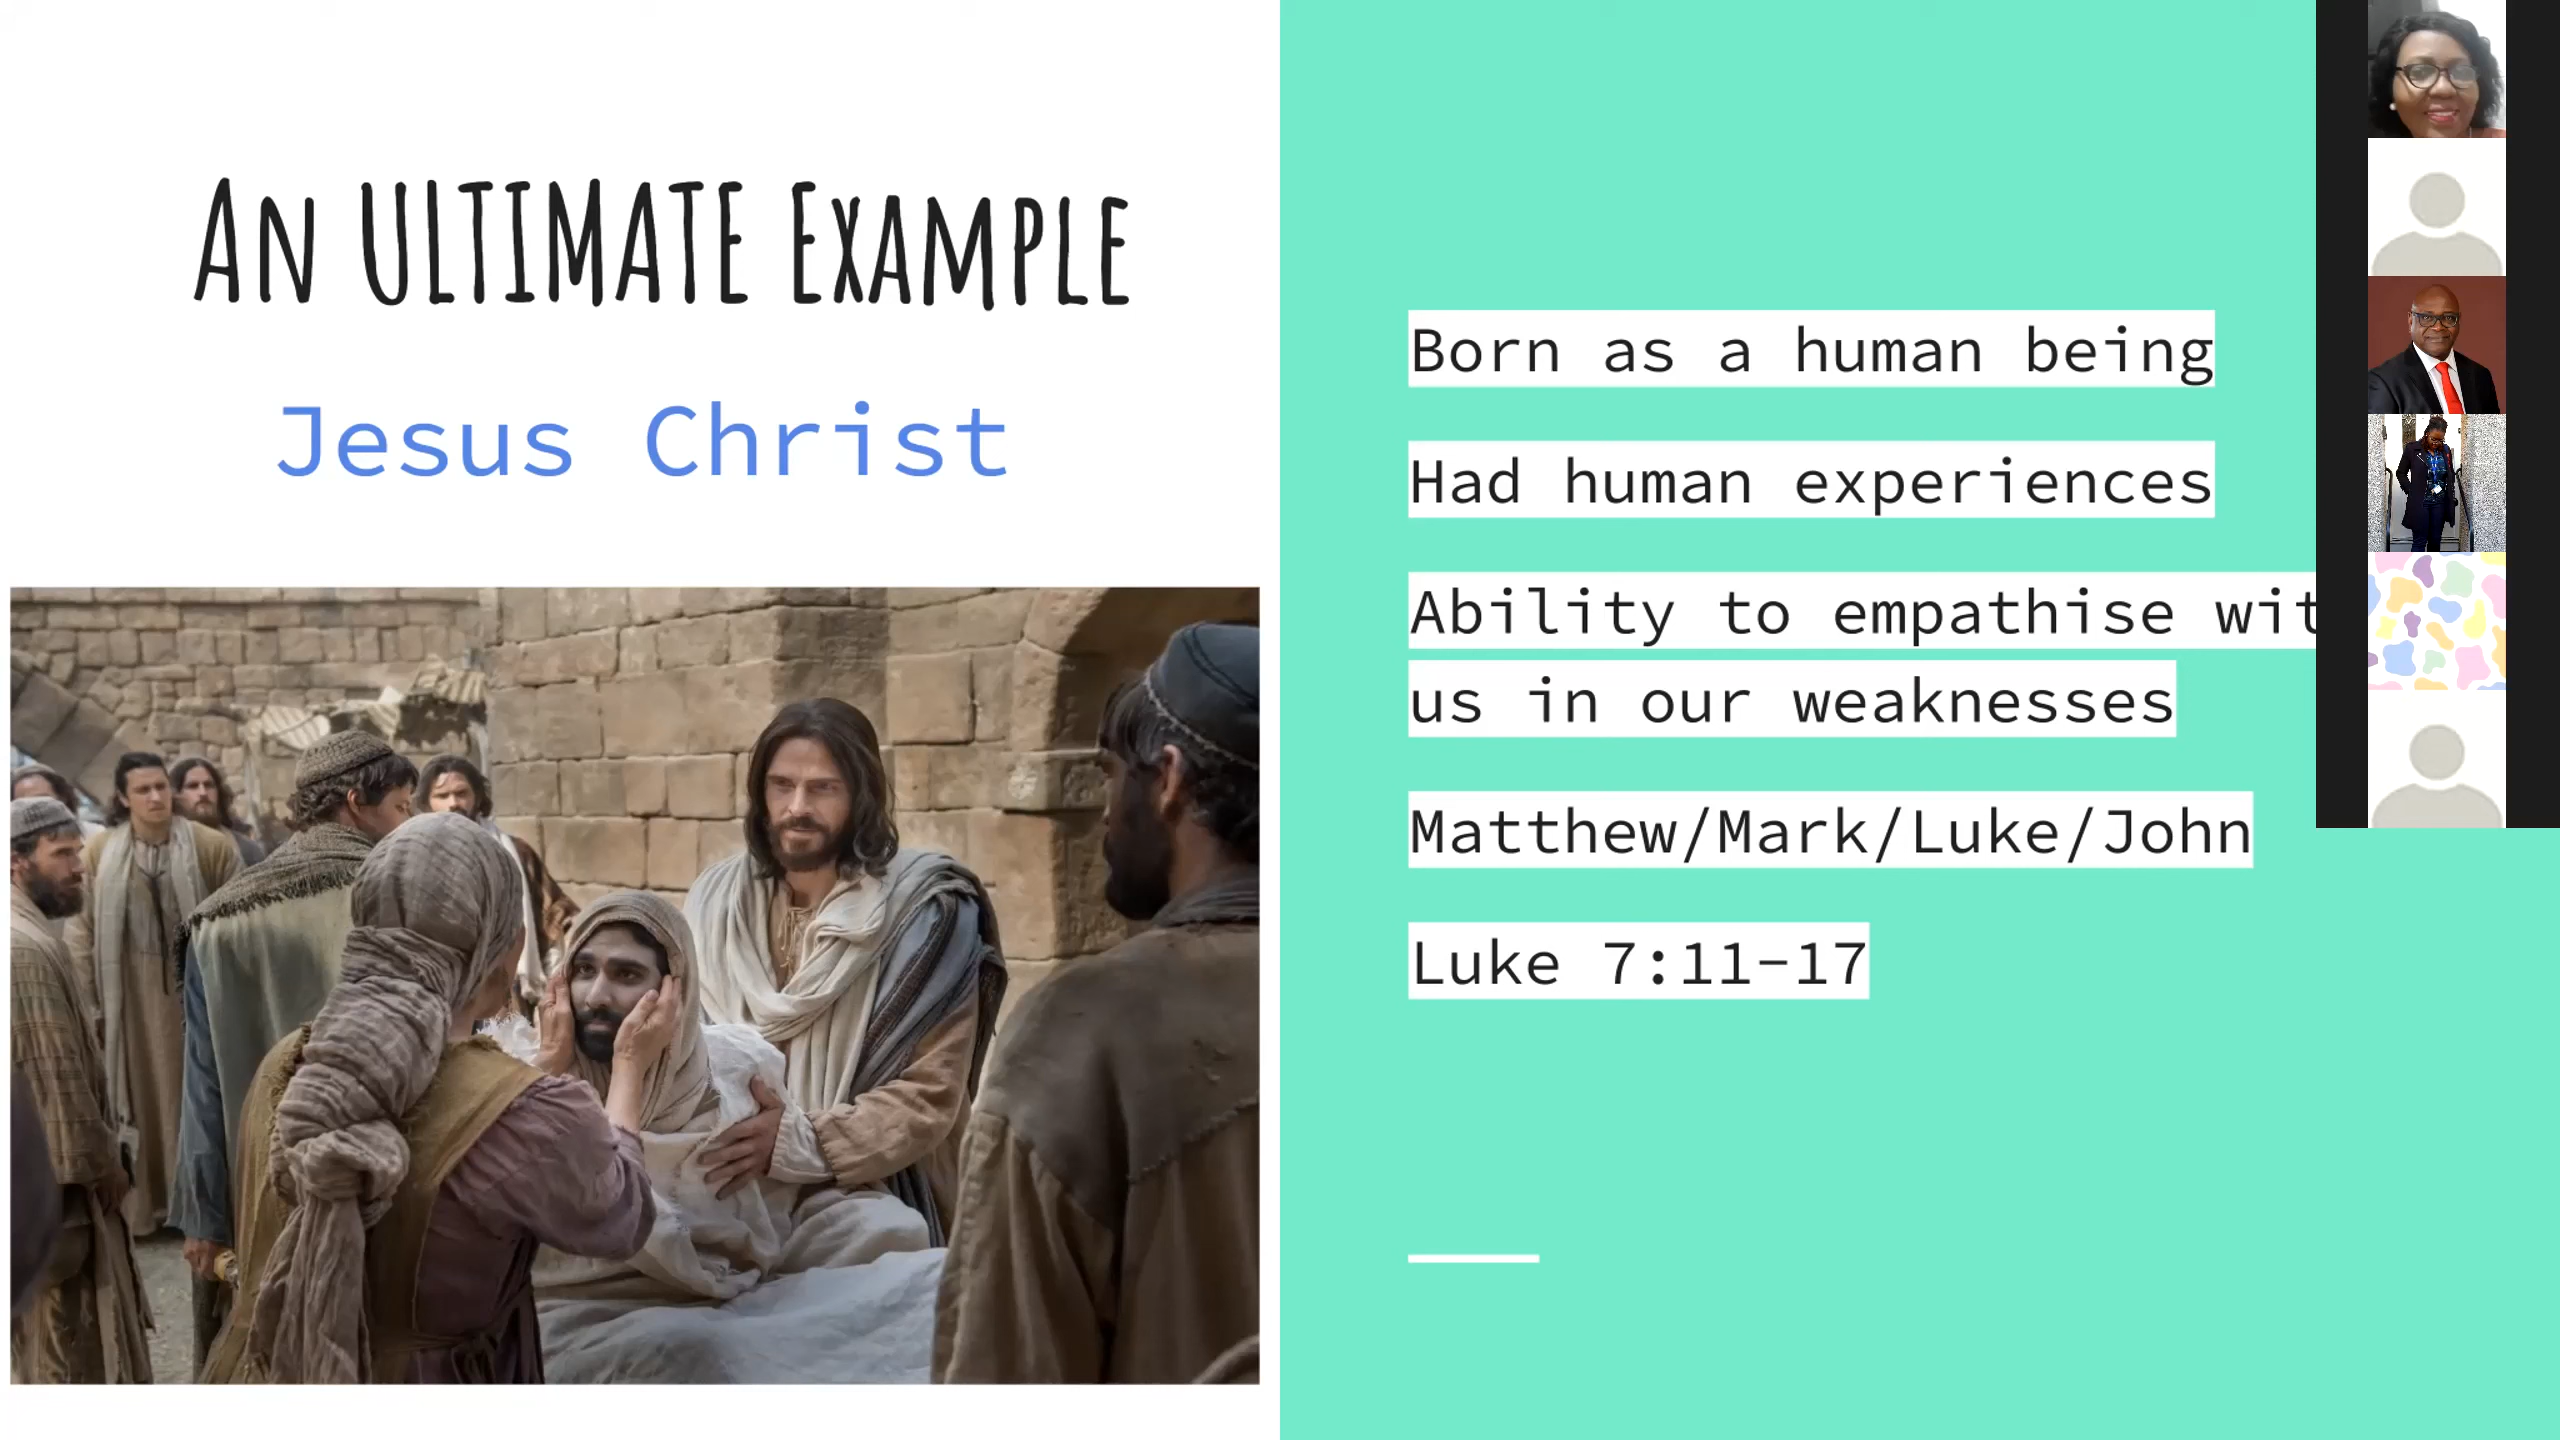 An ULTIMATE Example
Jesus Christ
Born as a human being
Had human experiences
Ability to empathise wit
us in our weaknesses
Matthew/Mark/Luke/John
Luke 7:11-17